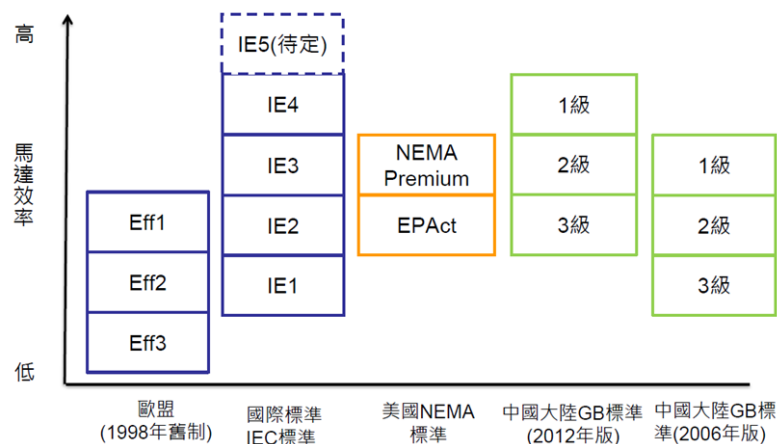 高
馬達效率
低
Eff1
Eff2
Eff3
IE5(待定)
IE4
IE3
IE2
IE1
NEMA
Premium
EPAct
1級
2級
3級
1級
2級
3級
歐盟
(1998年舊制)
國際標準
IEC標準
美國NEMA
標準
中國大陸GB標準
(2012年版)
中國大陸GB標
準(2006年版)